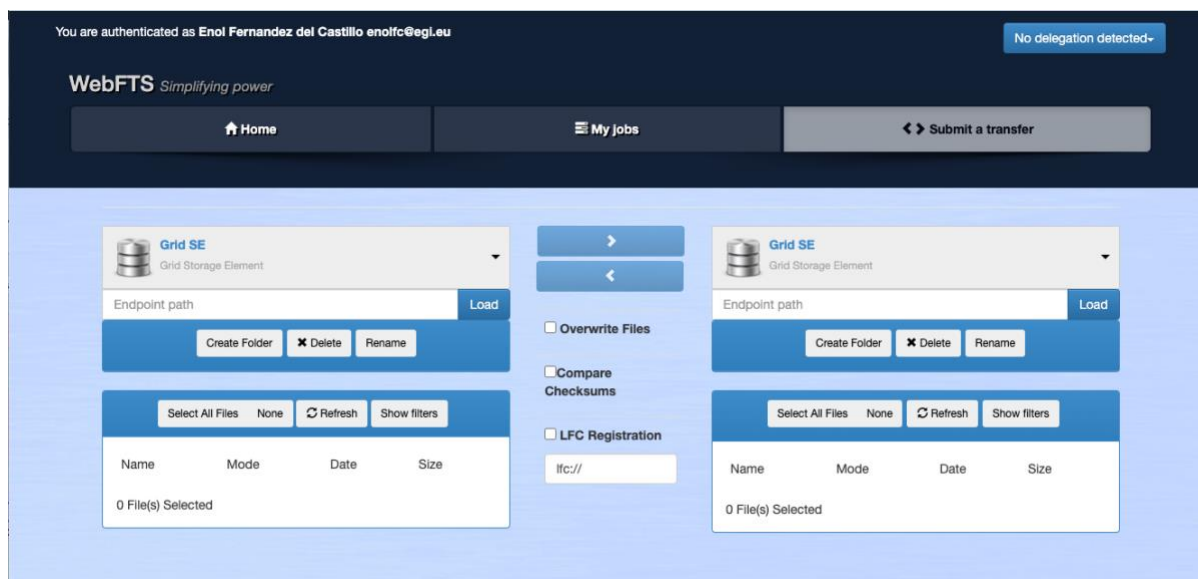 You are authenticated as Enol Fernandez del Castillo enolfc@egi.eu
No delegation detected
WebFTS Simplifying power
Home
My jobs
Submit a transfer
Grid SE
Grid Storage Element
Endpoint path
Load
Create Folder
Delete
Rename
Select All Files
None
Refresh
Show filters
Name
Mode
Date
Size
0 File(s) Selected
Overwrite Files
Compare
Checksums
LFC Registration
lfc://
Grid SE
Grid Storage Element
Endpoint path
Load
Create Folder
Delete
Rename
Select All Files
None
Refresh
Show filters
Name
Mode
Date
Size
0 File(s) Selected